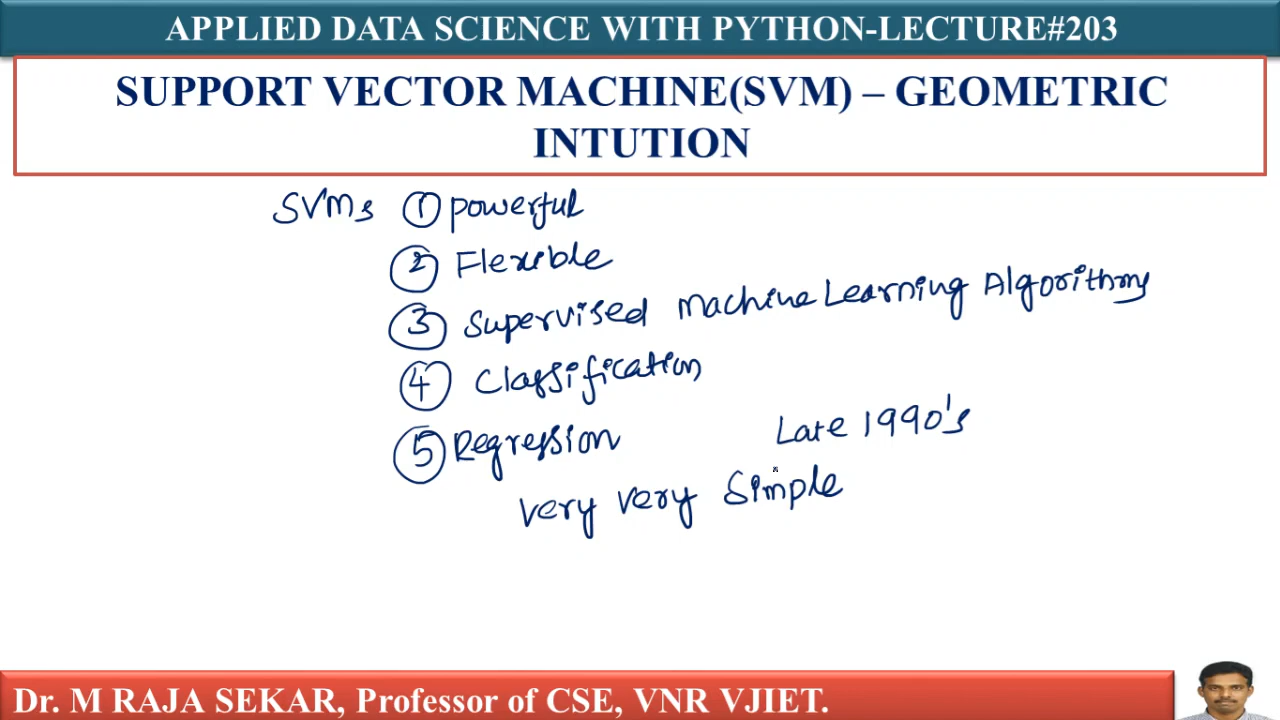 APPLIED DATA SCIENCE WITH PYTHON-LECTURE#203
SUPPORT VECTOR MACHINE(SVM) – GEOMETRIC
INTUTION
SVMs ① powerful
② Flexible
③ Supervised Machine Learning Algorithms
④ Classification
⑤ Regression
Late 1990's
very very simple
Dr. M RAJA SEKAR, Professor of CSE, VNR VJIET.